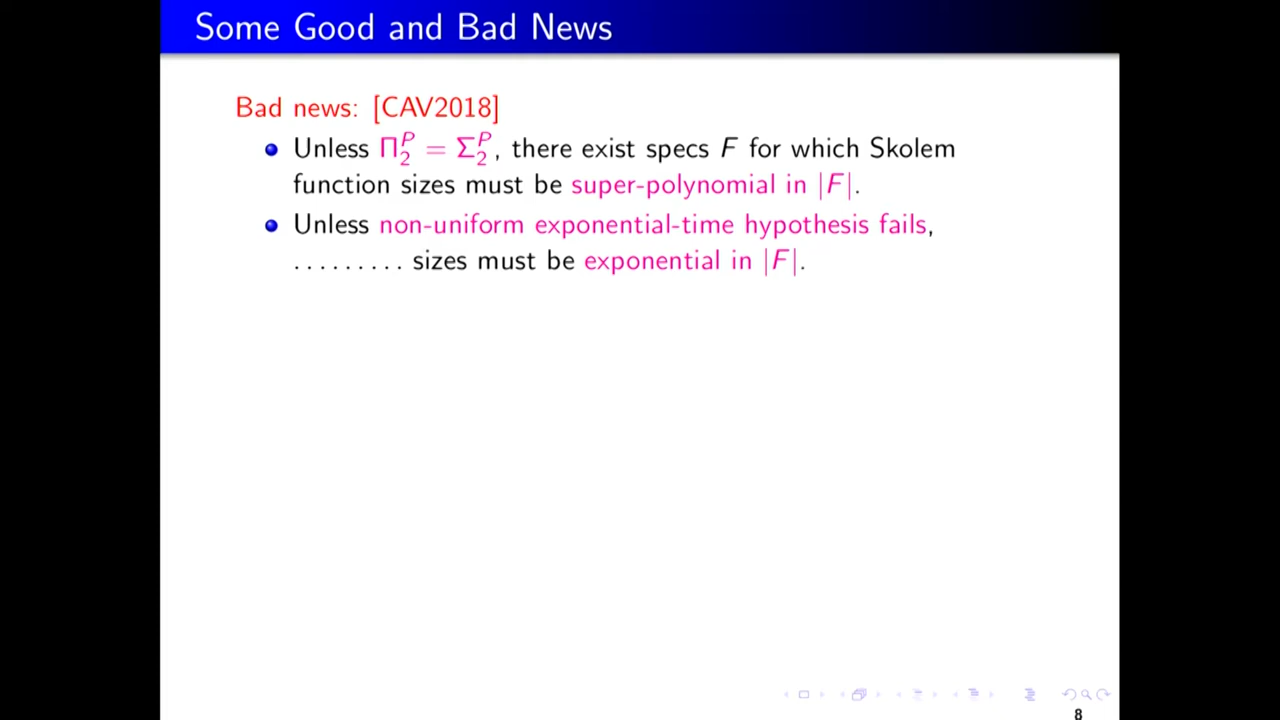 Some Good and Bad News
Bad news: [CAV2018]
Unless Π₂ᴾ = Σ₂ᴾ, there exist specs F for which Skolem
function sizes must be super-polynomial in |F|.
Unless non-uniform exponential-time hypothesis fails,
. . . . . . . . . sizes must be exponential in |F|.
8